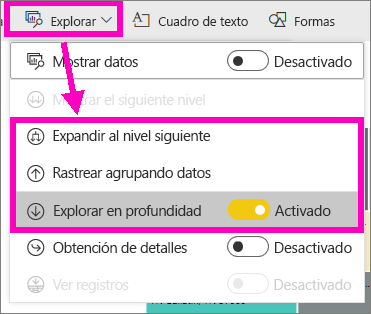 Explorar Cuadro de texto Formas
Mostrar datos Desactivado
Mostrar el siguiente nivel
Expandir al nivel siguiente
Rastrear agrupando datos
Explorar en profundidad Activado
Obtención de detalles Desactivado
Ver registros Desactivado